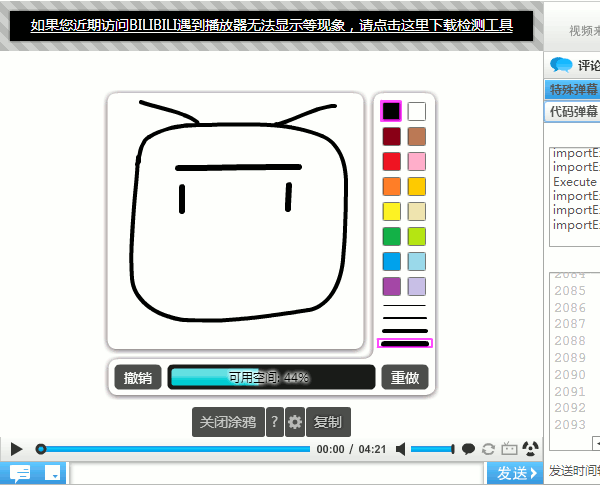 如果您近期访问BILIBILI遇到播放器无法显示等现象，请点击这里下载检测工具
视频来
评论
特殊弹幕
代码弹幕
importE
importE
Execute
importE
importE
importE
2084
2085
2086
2087
2088
2089
2090
2091
2092
2093
撤销
可用空间: 44%
重做
关闭涂鸦
?
复制
00:00 / 04:21
发送 >
发送时间